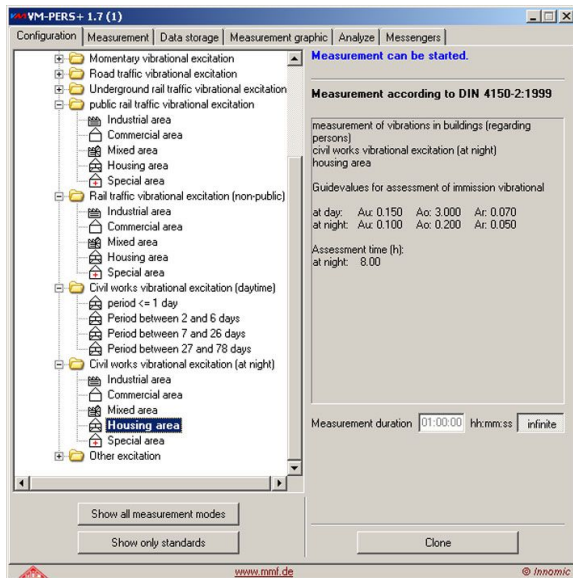 VM-PERS+ 1.7 (1)
Configuration Measurement Data storage Measurement graphic Analyze Messengers
Momentary vibrational excitation
Road traffic vibrational excitation
Underground rail traffic vibrational excitation
public rail traffic vibrational excitation
Industrial area
Commercial area
Mixed area
Housing area
Special area
Rail traffic vibrational excitation (non-public)
Industrial area
Commercial area
Mixed area
Housing area
Special area
Civil works vibrational excitation (daytime)
period <= 1 day
Period between 2 and 6 days
Period between 7 and 26 days
Period between 27 and 78 days
Civil works vibrational excitation (at night)
Industrial area
Commercial area
Mixed area
Housing area
Special area
Other excitation
Show all measurement modes
Show only standards
Measurement can be started.
Measurement according to DIN 4150-2:1999
measurement of vibrations in buildings (regarding
persons)
civil works vibrational excitation (at night)
housing area
Guidevalues for assessment of immission vibrational
at day: Au: 0.150 Ao: 3.000 Ar: 0.070
at night: Au: 0.100 Ao: 0.200 Ar: 0.050
Assessment time (h):
at night: 8.00
Measurement duration 01:00:00 hh:mm:ss infinite
Clone
www.mmf.de
© Innomic